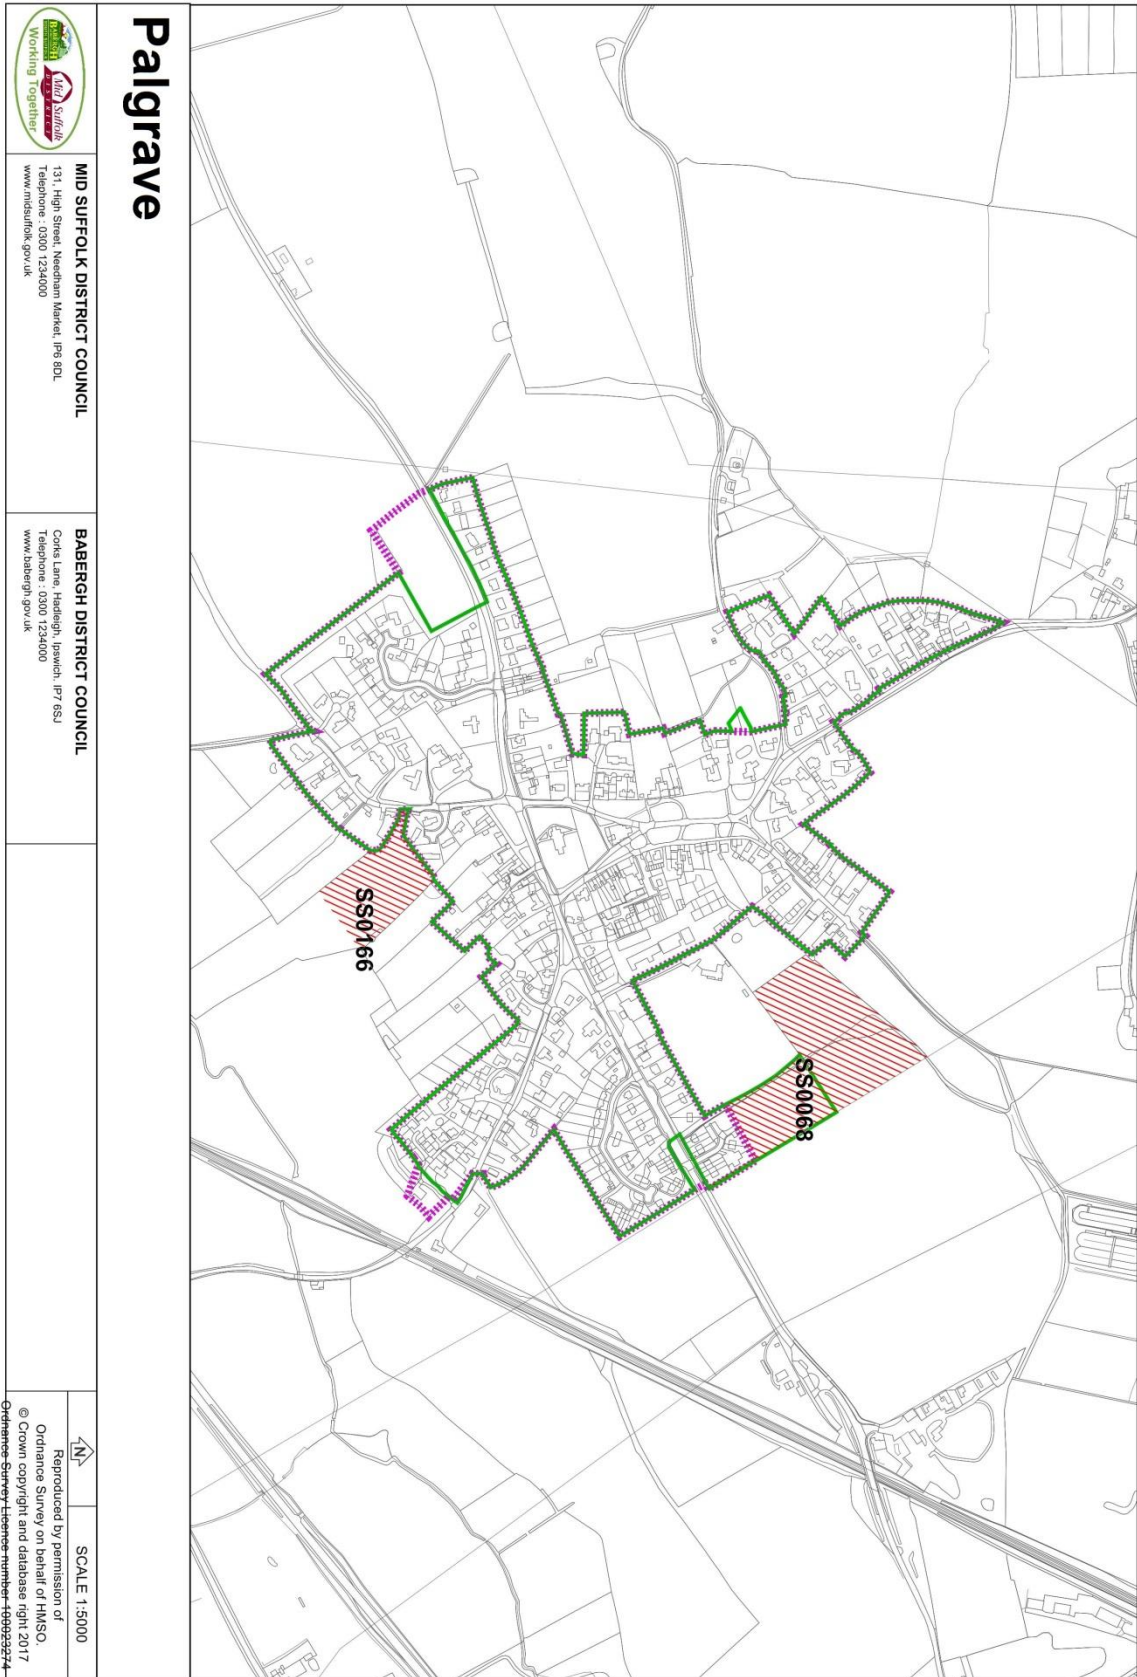 Palgrave
SS0166
SS0068
BABERGH
Mid Suffolk
DISTRICT
Working Together
MID SUFFOLK DISTRICT COUNCIL
131, High Street, Needham Market, IP6 8DL
Telephone : 0300 1234000
www.midsuffolk.gov.uk
BABERGH DISTRICT COUNCIL
Corks Lane, Hadleigh, Ipswich. IP7 6SJ
Telephone : 0300 1234000
www.babergh.gov.uk
N
SCALE 1:5000
Reproduced by permission of
Ordnance Survey on behalf of HMSO.
© Crown copyright and database right 2017
Ordnance Survey Licence number 100023274